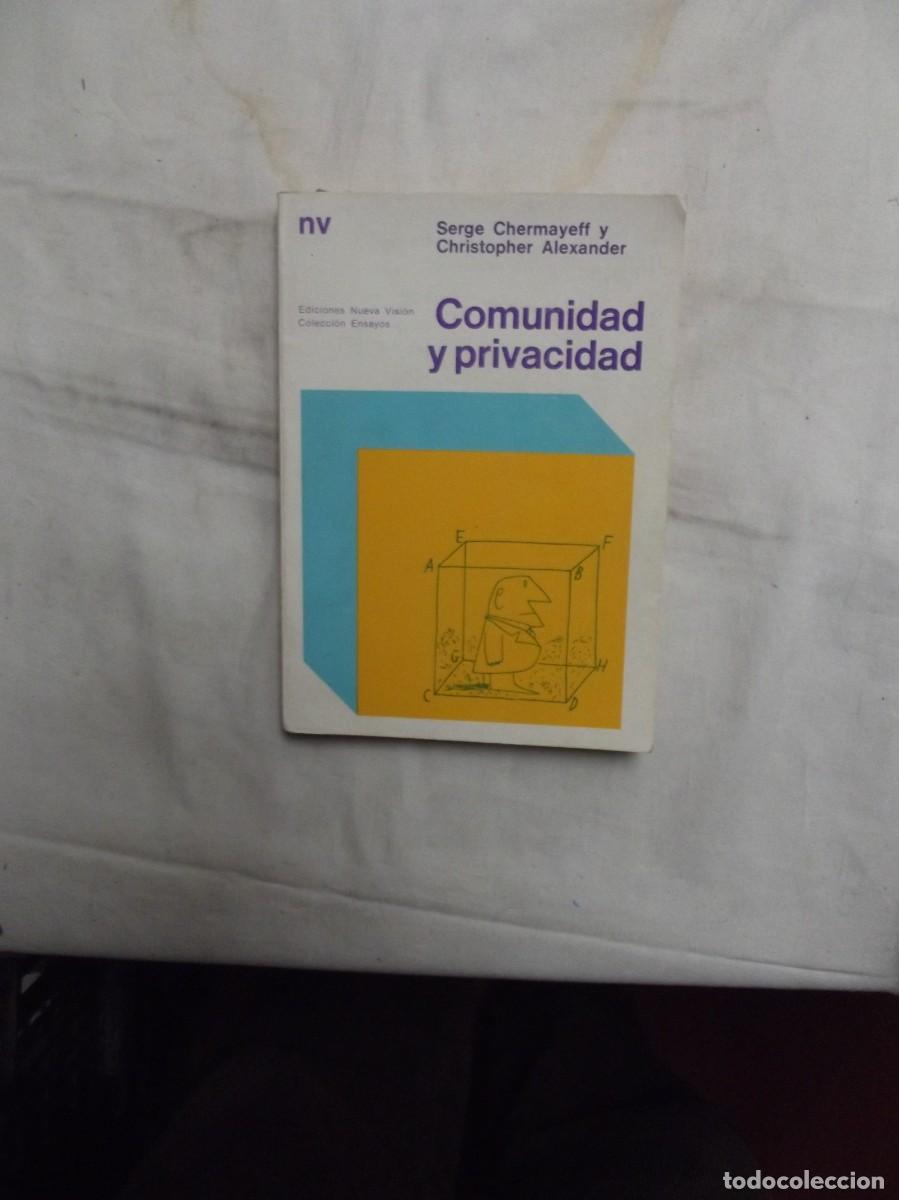 nv
Serge Chermayeff y
Christopher Alexander
Ediciones Nueva Visión
Colección Ensayos
Comunidad
y privacidad
E
F
A
B
G
H
C
D
todocoleccion